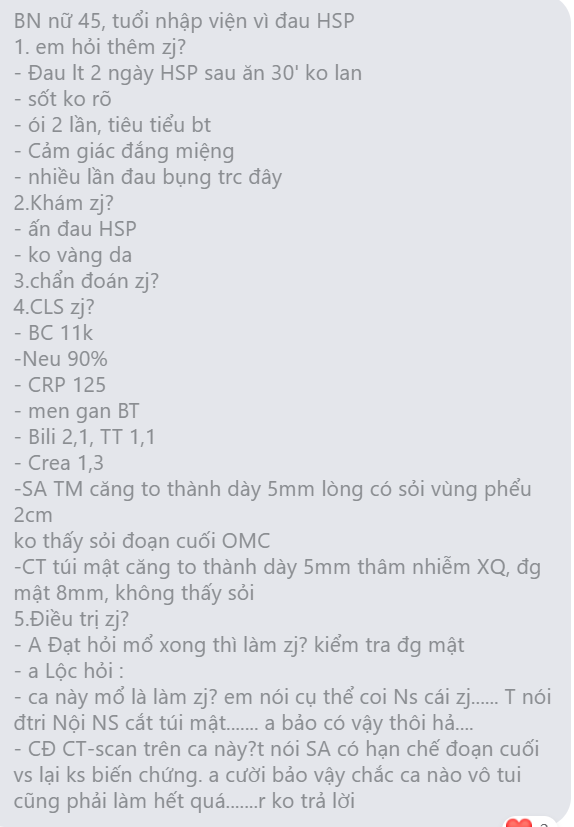 BN nữ 45, tuổi nhập viện vì đau HSP
1. em hỏi thêm zj?
- Đau lt 2 ngày HSP sau ăn 30' ko lan
- sốt ko rõ
- ói 2 lần, tiêu tiểu bt
- Cảm giác đắng miệng
- nhiều lần đau bụng trc đây
2.Khám zj?
- ấn đau HSP
- ko vàng da
3.chẩn đoán zj?
4.CLS zj?
- BC 11k
-Neu 90%
- CRP 125
- men gan BT
- Bili 2,1, TT 1,1
- Crea 1,3
-SA TM căng to thành dày 5mm lòng có sỏi vùng phểu
2cm
ko thấy sỏi đoạn cuối OMC
-CT túi mật căng to thành dày 5mm thâm nhiễm XQ, đg
mật 8mm, không thấy sỏi
5.Điều trị zj?
- A Đạt hỏi mổ xong thì làm zj? kiểm tra đg mật
- a Lộc hỏi :
- ca này mổ là làm zj? em nói cụ thể coi Ns cái zj...... T nói
đtri Nội NS cắt túi mật....... a bảo có vậy thôi hả....
- CĐ CT-scan trên ca này?t nói SA có hạn chế đoạn cuối
vs lại ks biến chứng. a cười bảo vậy chắc ca nào vô tui
cũng phải làm hết quá.......r ko trả lời